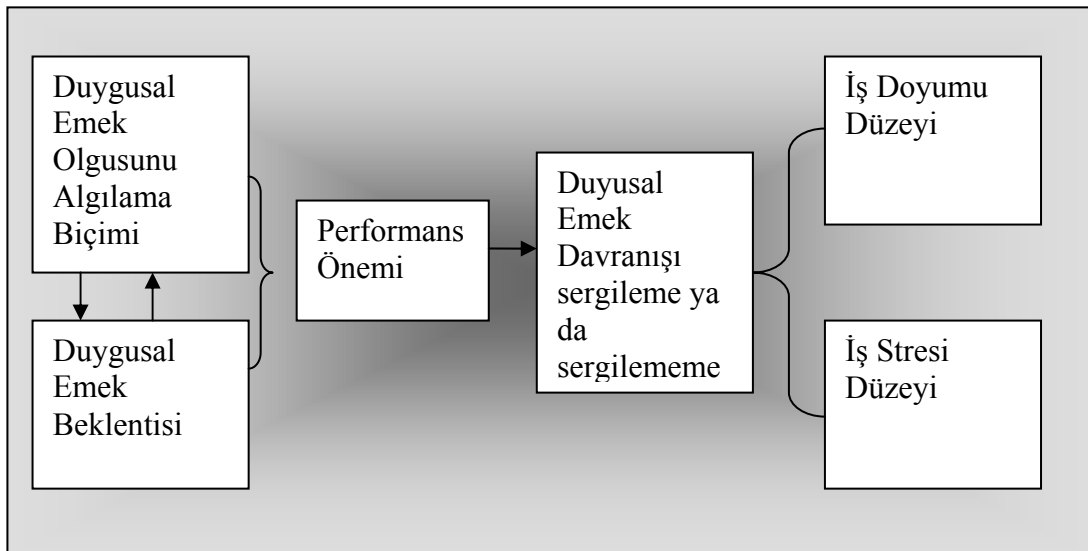 Duygusal
Emek
Olgusunu
Algılama
Biçimi
Duygusal
Emek
Beklentisi
Performans
Önemi
Duyusal
Emek
Davranışı
sergileme ya
da
sergilememe
İş Doyumu
Düzeyi
İş Stresi
Düzeyi